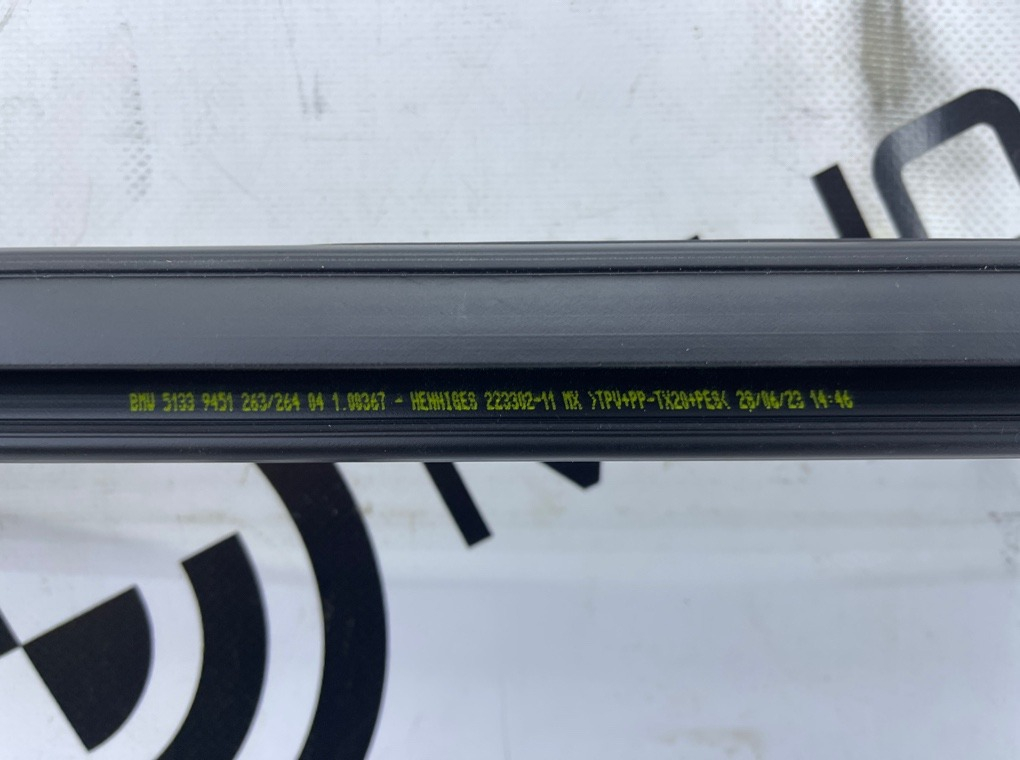 BMW 5133 9451 263/264 04 1.00367 - HENNIGES 223302-11 MX >TPV+PP-TX20+PES< 28/06/23 14:46